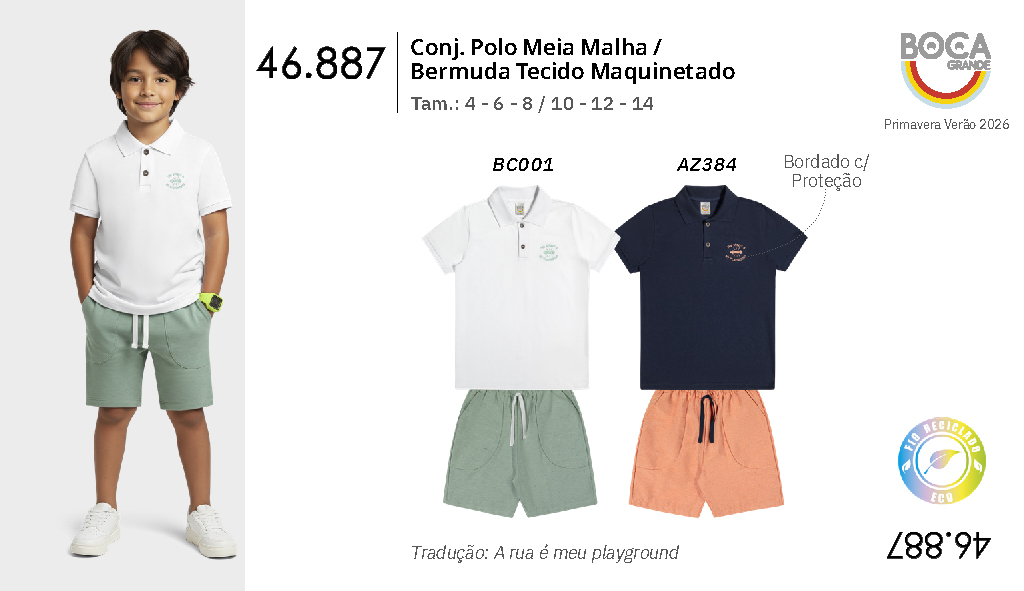 46.887
Conj. Polo Meia Malha /
Bermuda Tecido Maquinetado
Tam.: 4 - 6 - 8 / 10 - 12 - 14
BOCA
GRANDE
Primavera Verão 2026
BC001
AZ384
Bordado c/
Proteção
FIO RECICLADO
ECO
Tradução: A rua é meu playground
46.887